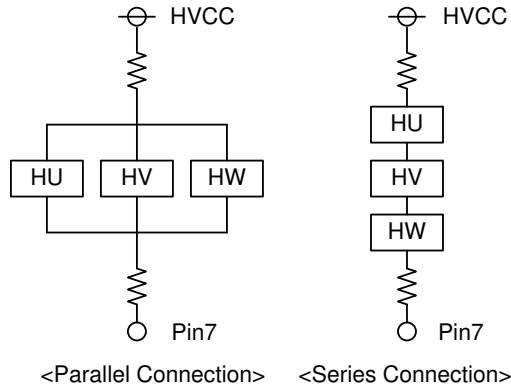 HVCC
HU
HV
HW
Pin7
<Parallel Connection>
HVCC
HU
HV
HW
Pin7
<Series Connection>